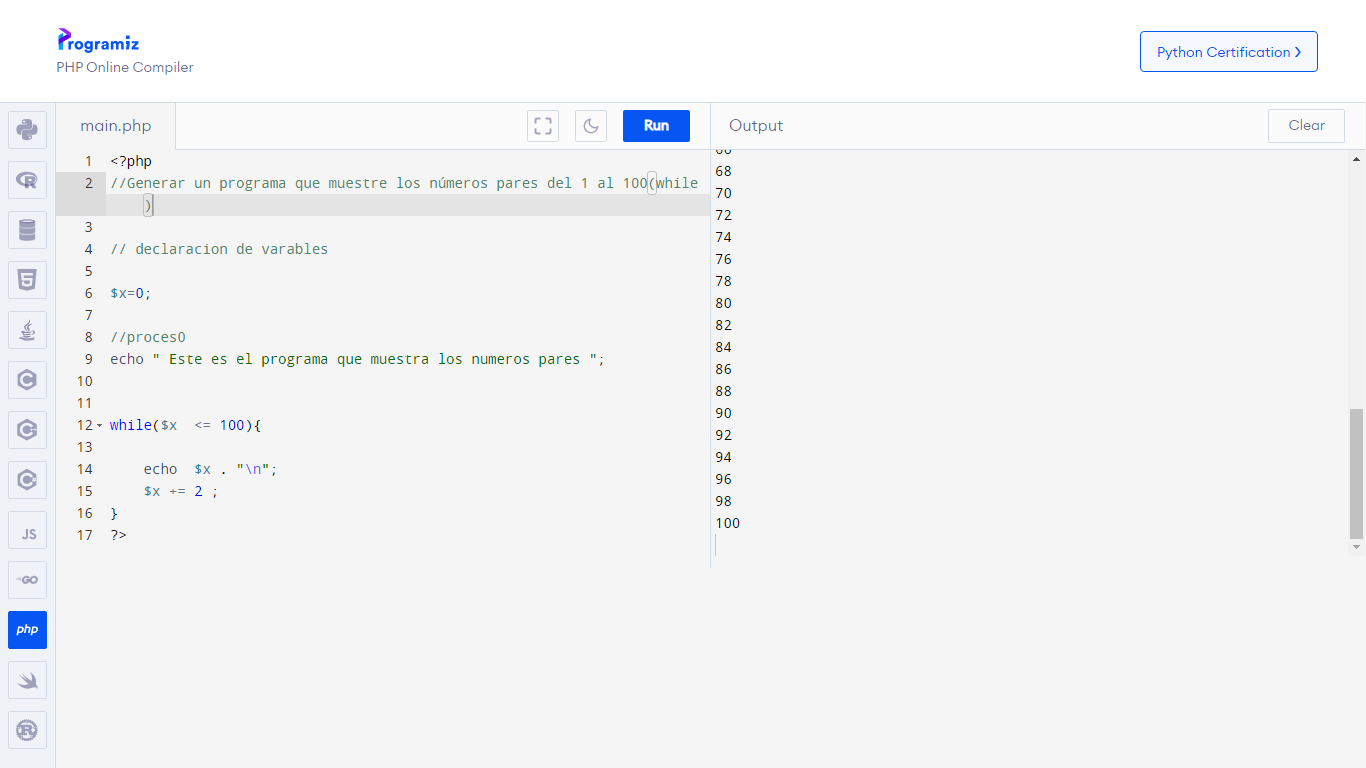 Programiz
PHP Online Compiler
Python Certification
main.php
Run
Output
Clear
1 <?php
2 //Generar un programa que muestre los números pares del 1 al 100(while
)
3
4 // declaracion de varables
5
6 $x=0;
7
8 //proces0
9 echo " Este es el programa que muestra los numeros pares ";
10
11
12 while($x  <= 100){
13
14 echo  $x . "\n";
15 $x += 2 ;
16 }
17 ?>
66
68
70
72
74
76
78
80
82
84
86
88
90
92
94
96
98
100
R
5
C
C
C
JS
GO
php
R